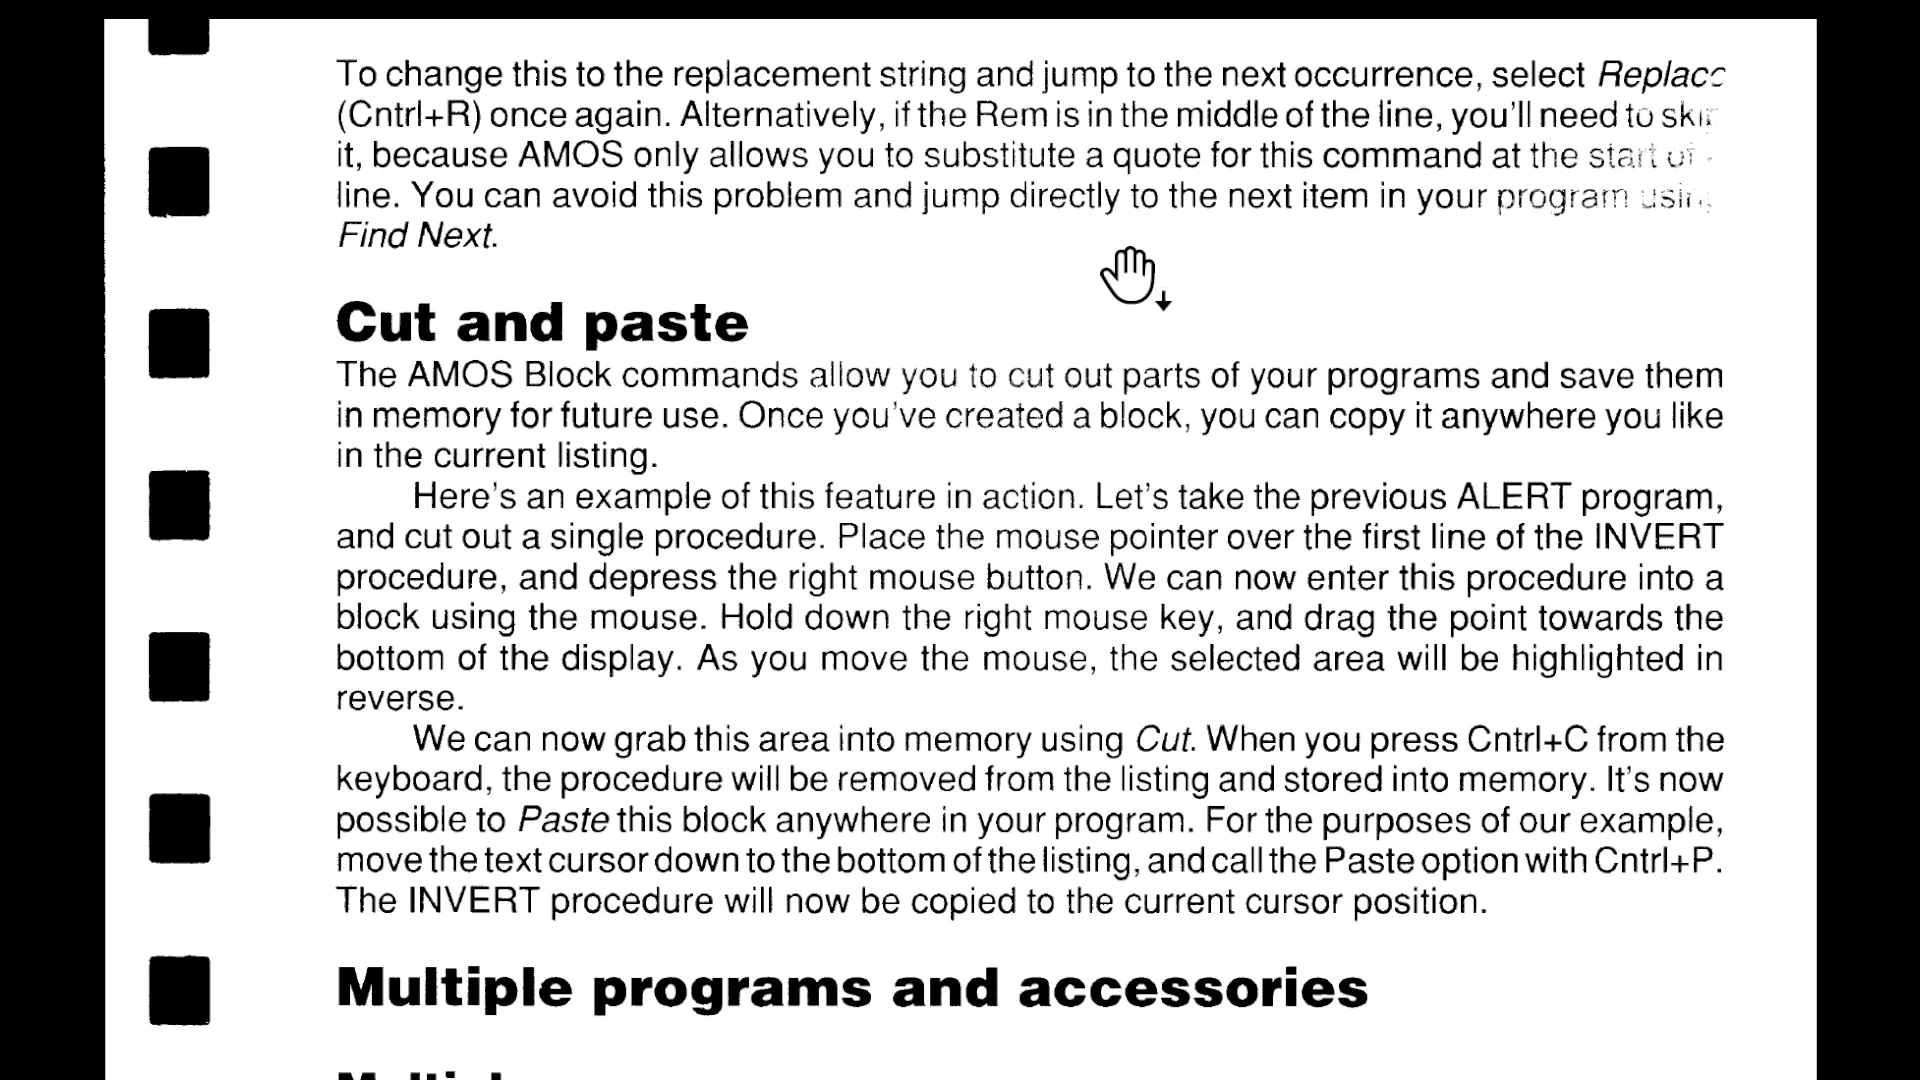 To change this to the replacement string and jump to the next occurrence, select Replace
(Cntrl+R) once again. Alternatively, if the Rem is in the middle of the line, you'll need to skip
it, because AMOS only allows you to substitute a quote for this command at the start of
line. You can avoid this problem and jump directly to the next item in your program using
Find Next.
Cut and paste
The AMOS Block commands allow you to cut out parts of your programs and save them
in memory for future use. Once you've created a block, you can copy it anywhere you like
in the current listing.
Here's an example of this feature in action. Let's take the previous ALERT program,
and cut out a single procedure. Place the mouse pointer over the first line of the INVERT
procedure, and depress the right mouse button. We can now enter this procedure into a
block using the mouse. Hold down the right mouse key, and drag the point towards the
bottom of the display. As you move the mouse, the selected area will be highlighted in
reverse.
We can now grab this area into memory using Cut. When you press Cntrl+C from the
keyboard, the procedure will be removed from the listing and stored into memory. It's now
possible to Paste this block anywhere in your program. For the purposes of our example,
move the text cursor down to the bottom of the listing, and call the Paste option with Cntrl+P.
The INVERT procedure will now be copied to the current cursor position.
Multiple programs and accessories